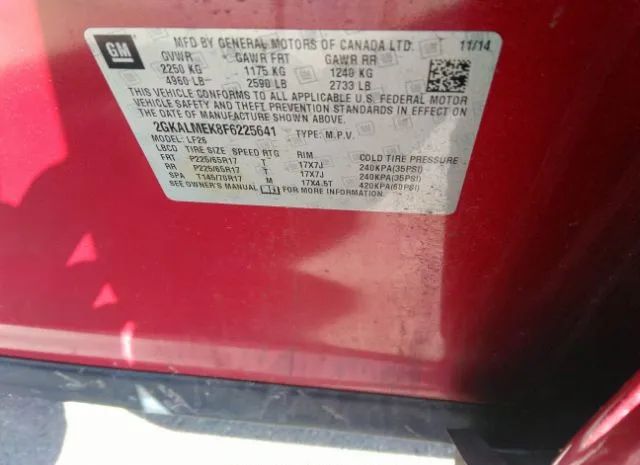 GM MFD BY GENERAL MOTORS OF CANADA LTD. 11/14
GVWR GAWR FRT GAWR RR
2250 KG 1175 KG 1240 KG
4960 LB 2590 LB 2733 LB
THIS VEHICLE CONFORMS TO ALL APPLICABLE U.S. FEDERAL MOTOR
VEHICLE SAFETY, BUMPER, AND THEFT PREVENTION STANDARDS IN EFFECT ON
THE DATE OF MANUFACTURE SHOWN ABOVE.
2GKALMEK8F6225641 TYPE: M.P.V.
MODEL: LF26
LBCD TIRE SIZE SPEED RTG RIM COLD TIRE PRESSURE
FRT P225/65R17 T 17X7J 240KPA(35PSI)
RR P225/65R17 T 17X7J 240KPA(35PSI)
SPA T145/70R17 M 17X4.5T 420KPA(60PSI)
SEE OWNER'S MANUAL FOR MORE INFORMATION.